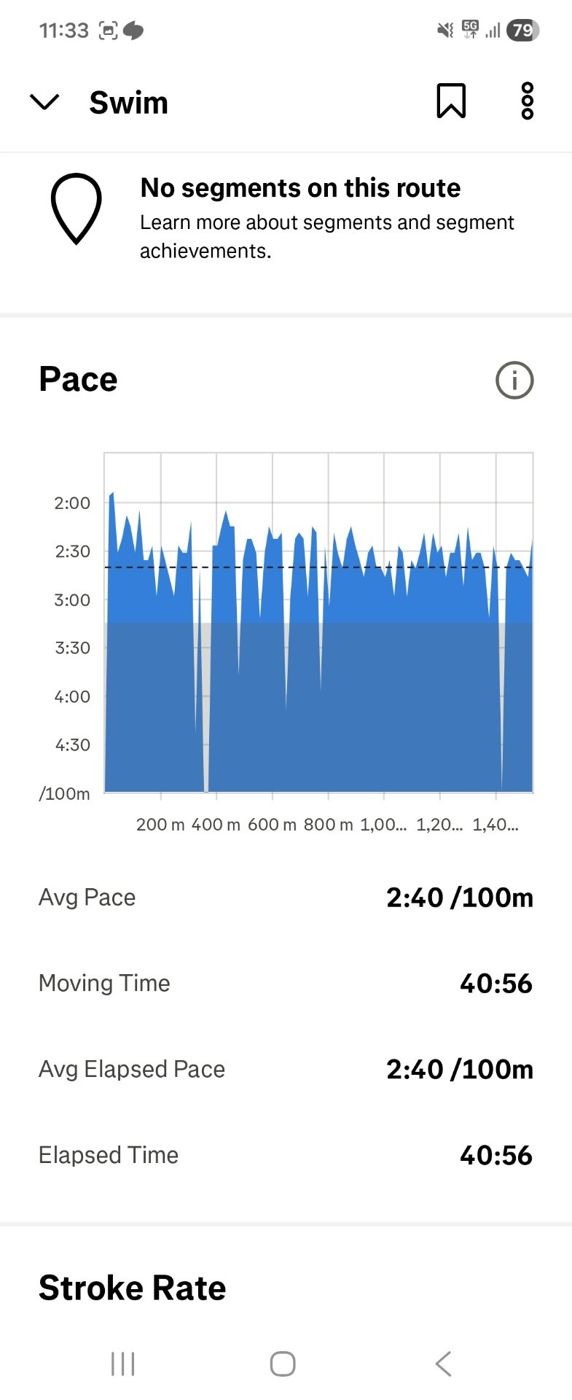 11:33
5G
79
Swim
No segments on this route
Learn more about segments and segment
achievements.
Pace
2:00
2:30
3:00
3:30
4:00
4:30
/100m
200 m 400 m 600 m 800 m 1,00... 1,20... 1,40...
Avg Pace 2:40 /100m
Moving Time 40:56
Avg Elapsed Pace 2:40 /100m
Elapsed Time 40:56
Stroke Rate